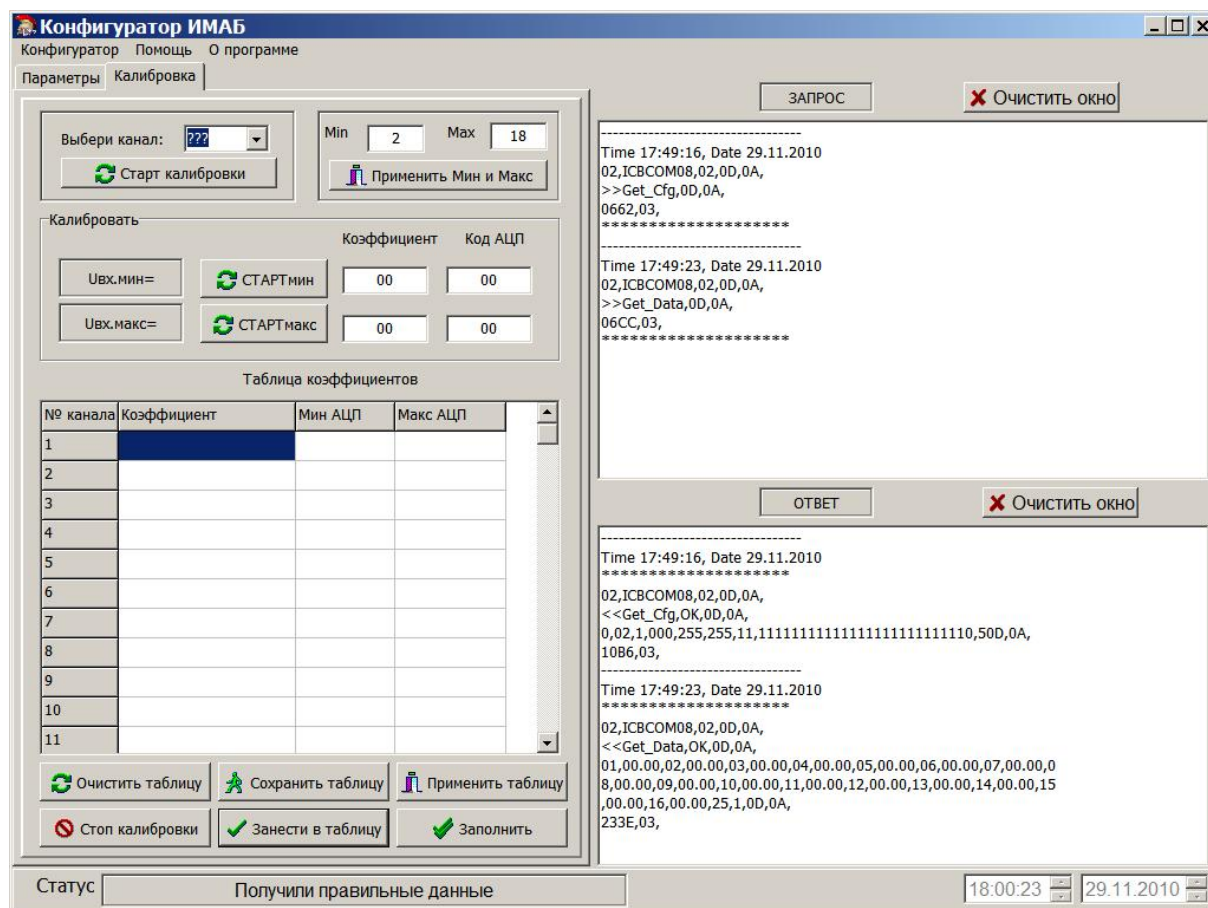 Конфигуратор ИМАБ
Конфигуратор Помощь О программе
Параметры Калибровка
Выбери канал: ???
Старт калибровки
Min 2 Max 18
Применить Мин и Макс
Калибровать
Коэффициент Код АЦП
Uвх.мин= СТАРТмин 00 00
Uвх.макс= СТАРТмакс 00 00
Таблица коэффициентов
№ канала Коэффициент Мин АЦП Макс АЦП
1
2
3
4
5
6
7
8
9
10
11
Очистить таблицу Сохранить таблицу Применить таблицу
Стоп калибровки Занести в таблицу Заполнить
ЗАПРОС Очистить окно
----------------------------------
Time 17:49:16, Date 29.11.2010
02,ICBCOM08,02,0D,0A,
>>Get_Cfg,0D,0A,
0662,03,
*********************
----------------------------------
Time 17:49:23, Date 29.11.2010
02,ICBCOM08,02,0D,0A,
>>Get_Data,0D,0A,
06CC,03,
*********************
ОТВЕТ Очистить окно
----------------------------------
Time 17:49:16, Date 29.11.2010
*********************
02,ICBCOM08,02,0D,0A,
<<Get_Cfg,OK,0D,0A,
0,02,1,000,255,255,11,11111111111111111111111110,50D,0A,
10B6,03,
----------------------------------
Time 17:49:23, Date 29.11.2010
*********************
02,ICBCOM08,02,0D,0A,
<<Get_Data,OK,0D,0A,
01,00.00,02,00.00,03,00.00,04,00.00,05,00.00,06,00.00,07,00.00,0
8,00.00,09,00.00,10,00.00,11,00.00,12,00.00,13,00.00,14,00.00,15
,00.00,16,00.00,25,1,0D,0A,
233E,03,
Статус Получили правильные данные 18:00:23 29.11.2010